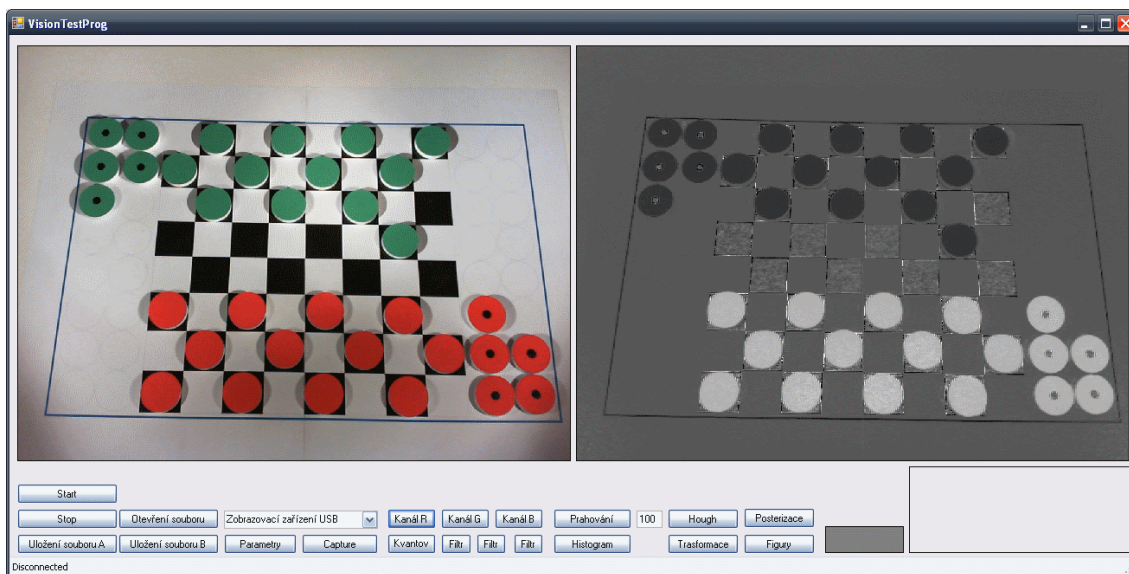 VisionTestProg
Start
Stop Otevření souboru Zobrazovací zařízení USB Kanál R Kanál G Kanál B Prahování 100 Hough Posterizace
Uložení souboru A Uložení souboru B Parametry Capture Kvantov Filtr Filtr Filtr Histogram Trasformace Figury
Disconnected